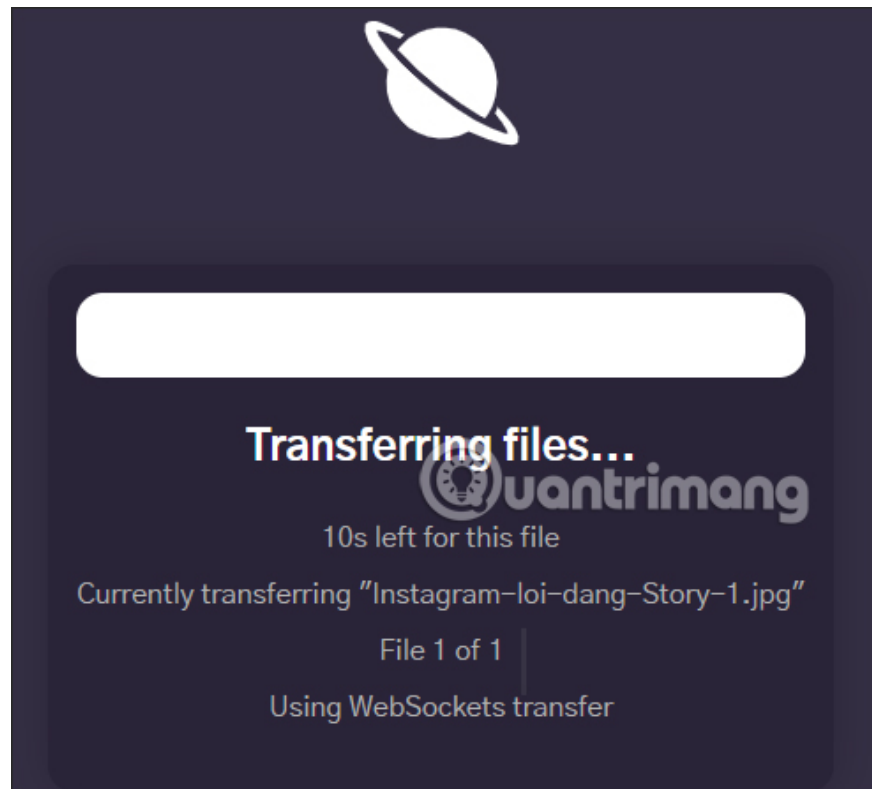 Transferring files...
Quantrimang
10s left for this file
Currently transferring "Instagram-loi-dang-Story-1.jpg"
File 1 of 1
Using WebSockets transfer